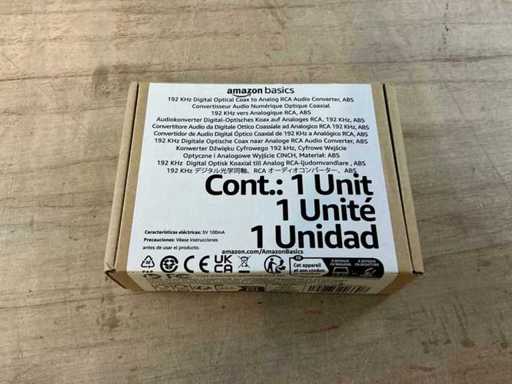 amazon basics
192 KHz Digital Optical Coax to Analog RCA Audio Converter, ABS
Convertisseur Audio Numérique Optique Coaxial
192 KHz vers Analogique RCA, ABS
Audiokonverter Digital-Optisches Koax auf Analoges RCA, 192 KHz, ABS
Convertitore Audio da Digitale Ottico Coassiale ad Analogico RCA 192 KHz, ABS
Convertidor de Audio Digital Óptico Coaxial de 192 KHz a Analógico RCA, ABS
192 KHz Digitale Optische Coax naar Analoge RCA Audio Converter, ABS
Konwerter Dźwięku Cyfrowego 192 kHz, Cyfrowe Wejście
Optyczne i Analogowe Wyjście CINCH, Materiał: ABS
192 KHz Digital Optisk Koaxial till Analog RCA-ljudomvandlare , ABS
192 KHz デジタル光学同軸、RCA オーディオコンバーター、ABS
Cont.: 1 Unit
1 Unité
1 Unidad
Características eléctricas: 5V 100mA
Precauciones: Véase instrucciones
antes de usar el producto.
amazon.com/AmazonBasics
CE UK CA
FR
Cet appareil
et son cordon